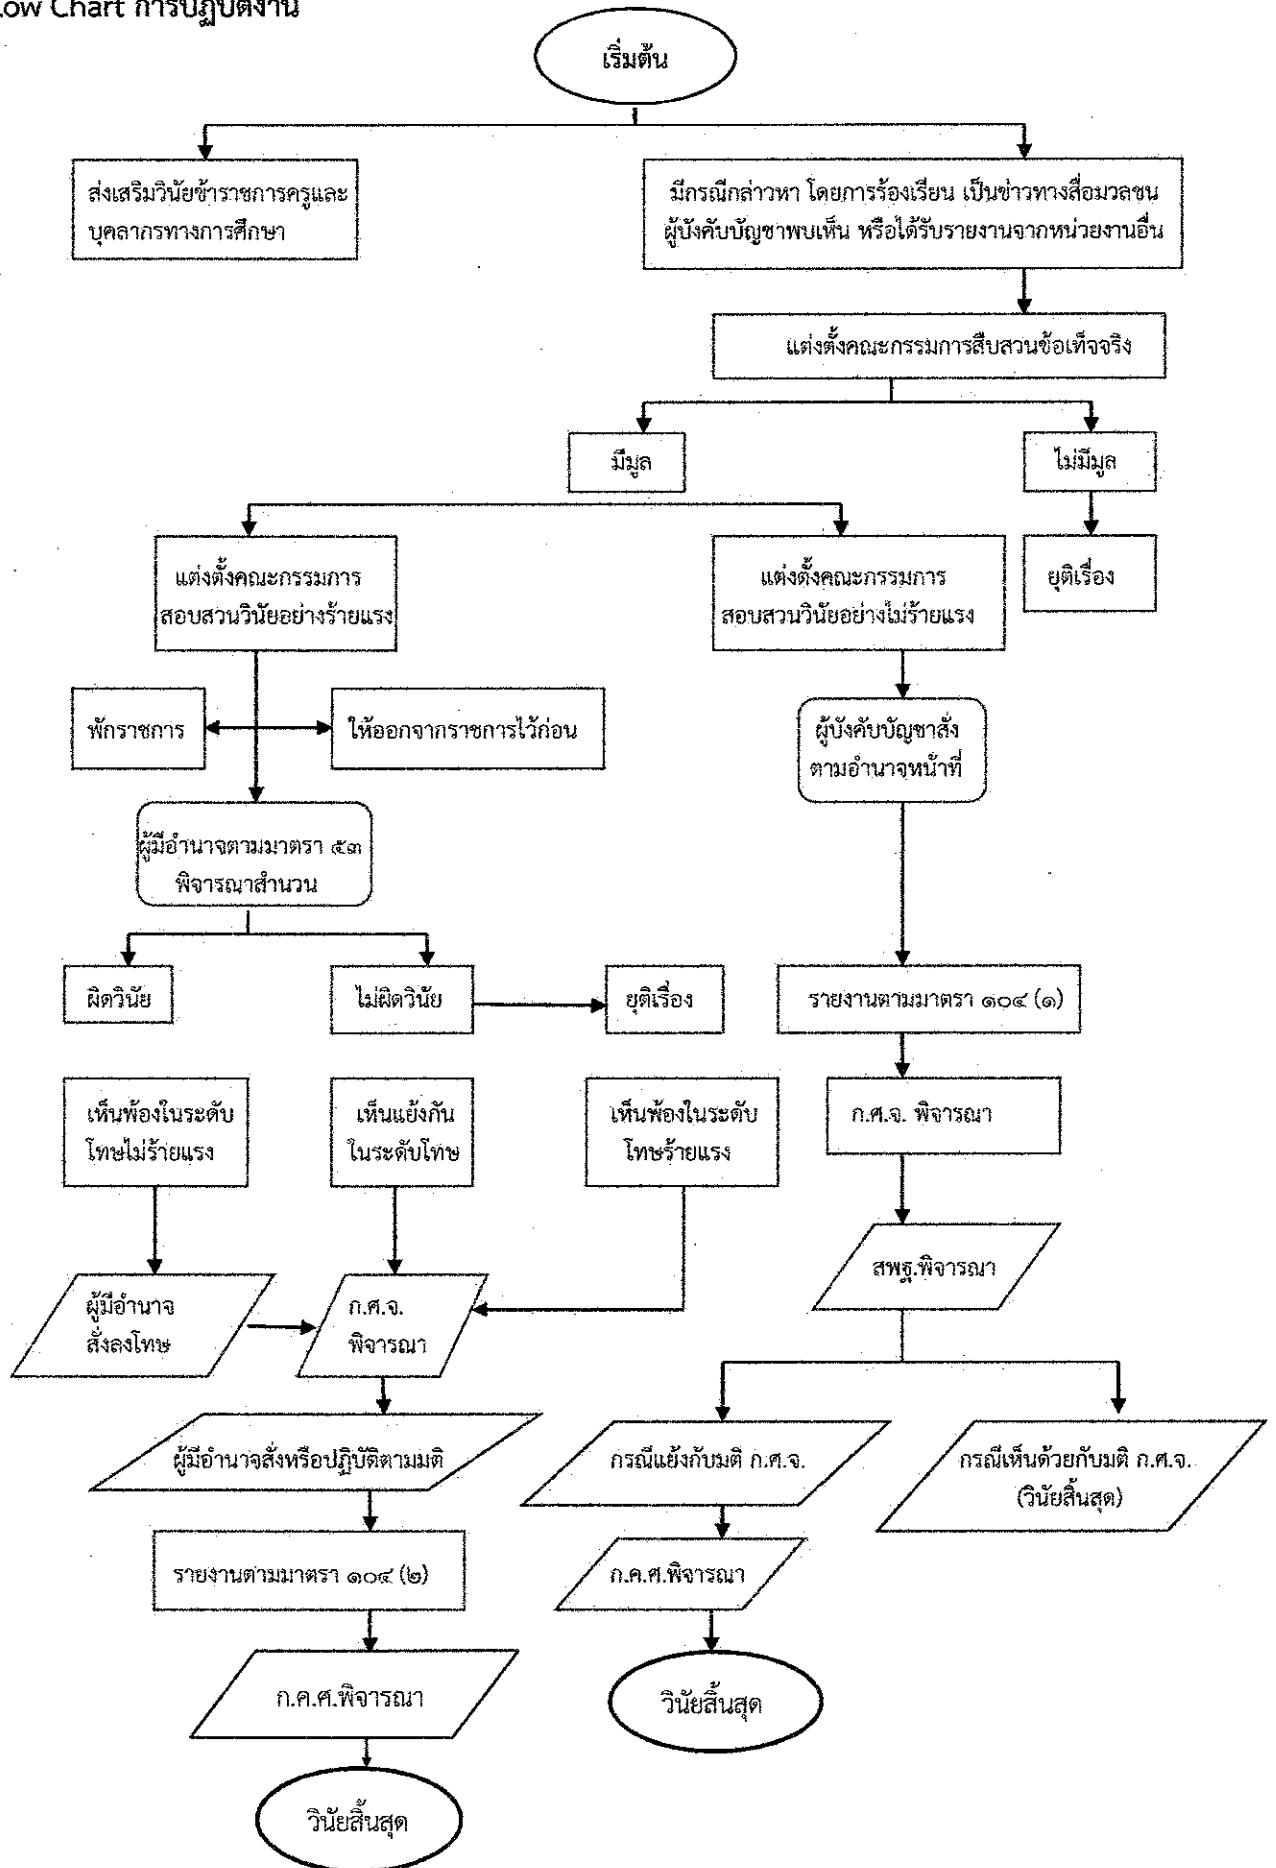 Flow Chart การปฏิบัติงาน
เริ่มต้น
ส่งเสริมวินัยข้าราชการครูและ
บุคลากรทางการศึกษา
มีกรณีกล่าวหา โดยการร้องเรียน เป็นข่าวทางสื่อมวลชน
ผู้บังคับบัญชาพบเห็น หรือได้รับรายงานจากหน่วยงานอื่น
แต่งตั้งคณะกรรมการสืบสวนข้อเท็จจริง
มีมูล
ไม่มีมูล
แต่งตั้งคณะกรรมการ
สอบสวนวินัยอย่างร้ายแรง
แต่งตั้งคณะกรรมการ
สอบสวนวินัยอย่างไม่ร้ายแรง
ยุติเรื่อง
พักราชการ
ให้ออกจากราชการไว้ก่อน
ผู้บังคับบัญชาสั่ง
ตามอำนาจหน้าที่
ผู้มีอำนาจตามมาตรา ๕๓
พิจารณาสำนวน
ผิดวินัย
ไม่ผิดวินัย
ยุติเรื่อง
รายงานตามมาตรา ๑๐๔ (๑)
เห็นพ้องในระดับ
โทษไม่ร้ายแรง
เห็นแย้งกัน
ในระดับโทษ
เห็นพ้องในระดับ
โทษร้ายแรง
ก.ศ.จ. พิจารณา
สพฐ.พิจารณา
ผู้มีอำนาจ
สั่งลงโทษ
ก.ศ.จ.
พิจารณา
ผู้มีอำนาจสั่งหรือปฏิบัติตามมติ
กรณีแย้งกับมติ ก.ศ.จ.
กรณีเห็นด้วยกับมติ ก.ศ.จ.
(วินัยสิ้นสุด)
รายงานตามมาตรา ๑๐๔ (๒)
ก.ค.ศ.พิจารณา
ก.ค.ศ.พิจารณา
วินัยสิ้นสุด
วินัยสิ้นสุด